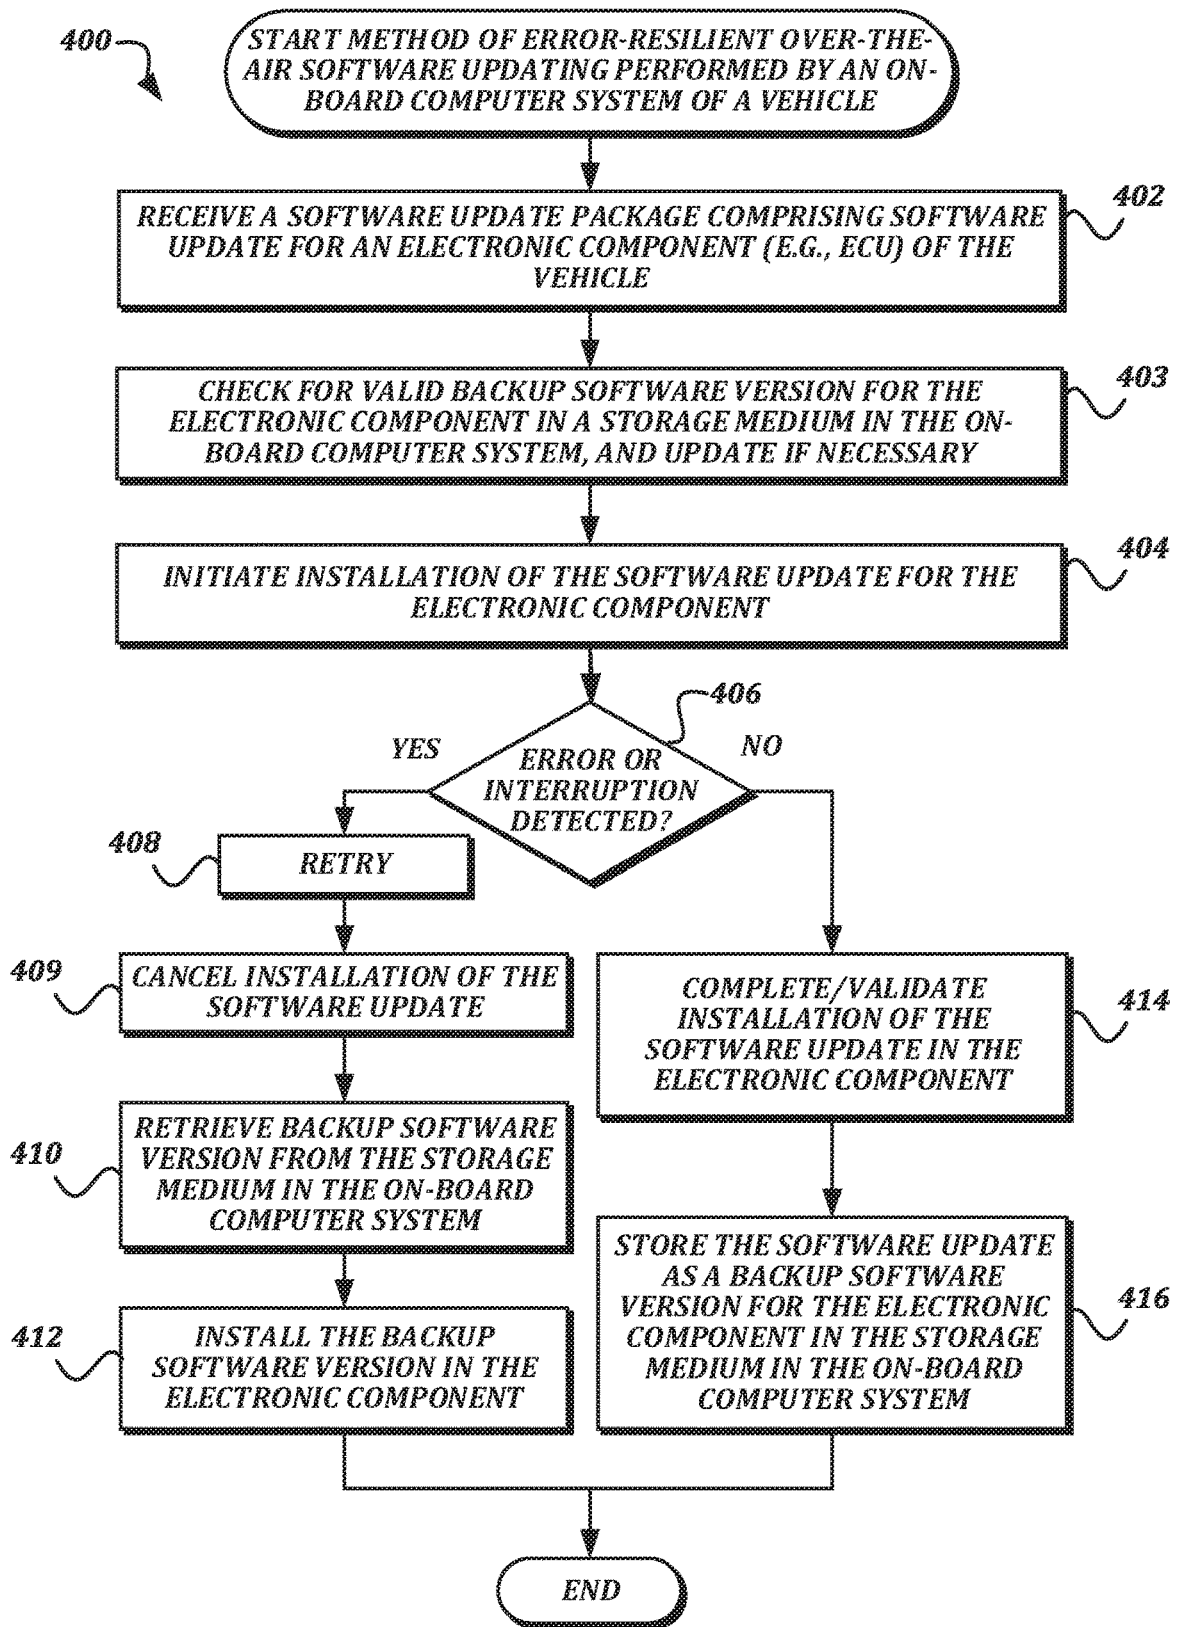 400
START METHOD OF ERROR-RESILIENT OVER-THE-
AIR SOFTWARE UPDATING PERFORMED BY AN ON-
BOARD COMPUTER SYSTEM OF A VEHICLE
402
RECEIVE A SOFTWARE UPDATE PACKAGE COMPRISING SOFTWARE
UPDATE FOR AN ELECTRONIC COMPONENT (E.G., ECU) OF THE
VEHICLE
403
CHECK FOR VALID BACKUP SOFTWARE VERSION FOR THE
ELECTRONIC COMPONENT IN A STORAGE MEDIUM IN THE ON-
BOARD COMPUTER SYSTEM, AND UPDATE IF NECESSARY
404
INITIATE INSTALLATION OF THE SOFTWARE UPDATE FOR THE
ELECTRONIC COMPONENT
406
YES
NO
ERROR OR
INTERRUPTION
DETECTED?
408
RETRY
409
CANCEL INSTALLATION OF THE
SOFTWARE UPDATE
410
RETRIEVE BACKUP SOFTWARE
VERSION FROM THE STORAGE
MEDIUM IN THE ON-BOARD
COMPUTER SYSTEM
412
INSTALL THE BACKUP
SOFTWARE VERSION IN THE
ELECTRONIC COMPONENT
COMPLETE/VALIDATE
INSTALLATION OF THE
SOFTWARE UPDATE IN THE
ELECTRONIC COMPONENT
414
STORE THE SOFTWARE UPDATE
AS A BACKUP SOFTWARE
VERSION FOR THE ELECTRONIC
COMPONENT IN THE STORAGE
MEDIUM IN THE ON-BOARD
COMPUTER SYSTEM
416
END